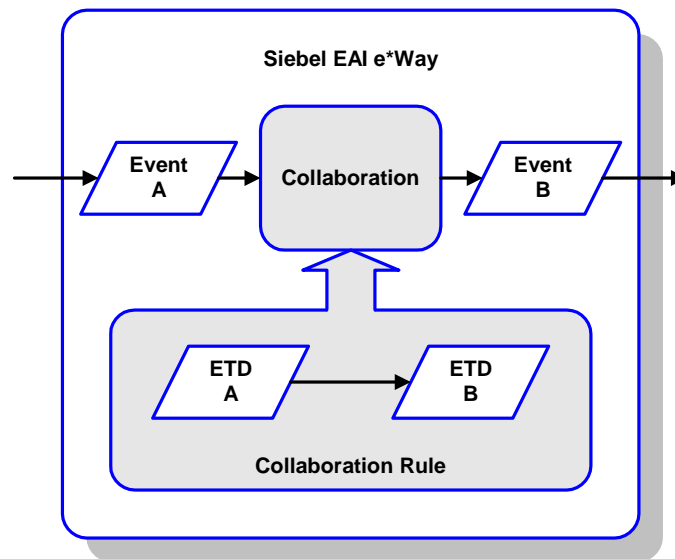 Siebel EAI e*Way
Event
A
Collaboration
Event
B
ETD
A
ETD
B
Collaboration Rule